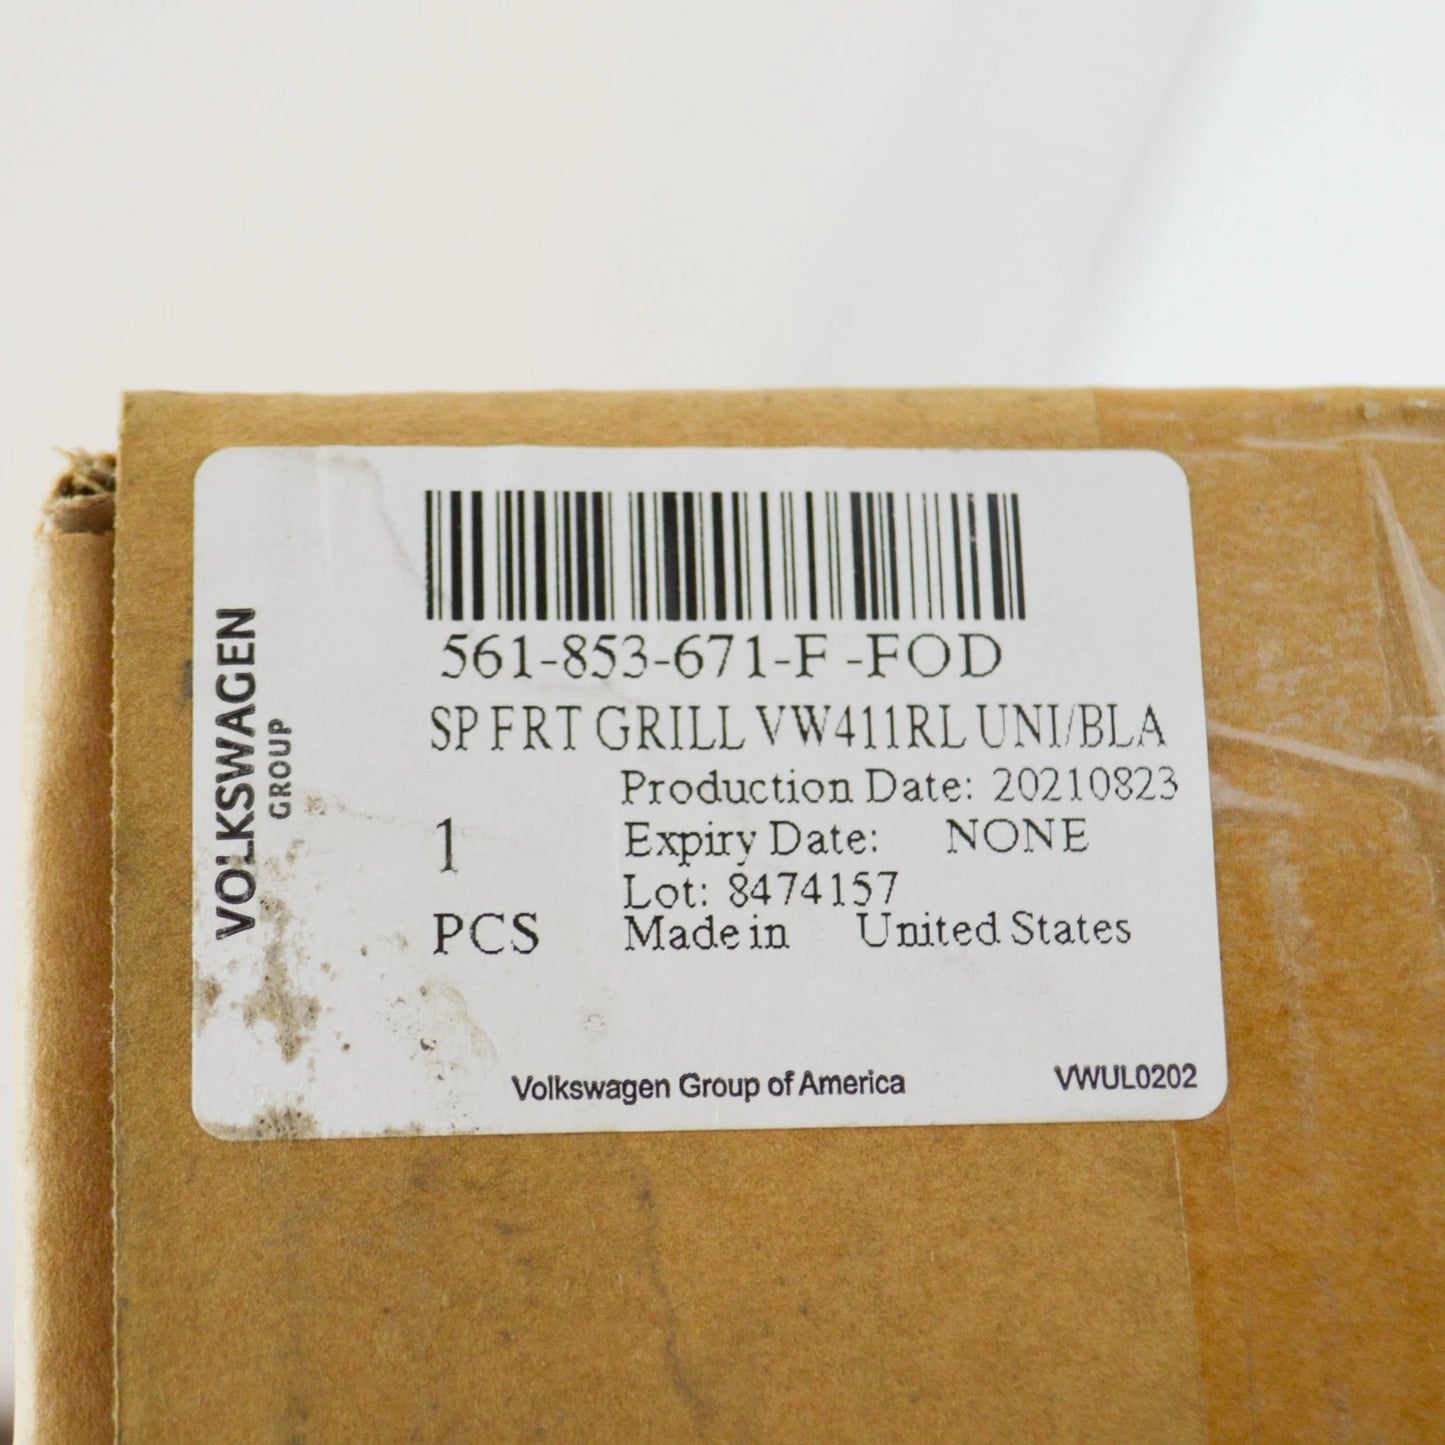 VOLKSWAGEN
GROUP
561-853-671-F -FOD
SP FRT GRILL VW411RL UNI/BLA
Production Date: 20210823
1
Expiry Date: NONE
Lot: 8474157
PCS
Made in United States
Volkswagen Group of America
VWUL0202